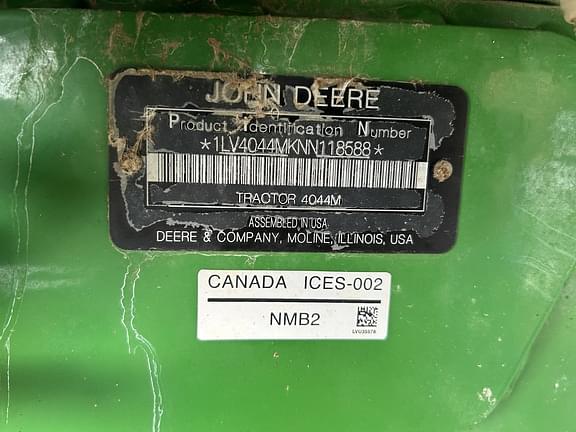 JOHN DEERE
Product Identification Number
*1LV4044MKNN118588*
TRACTOR 4044M
ASSEMBLED IN USA
DEERE & COMPANY, MOLINE, ILLINOIS, USA
CANADA ICES-002
NMB2